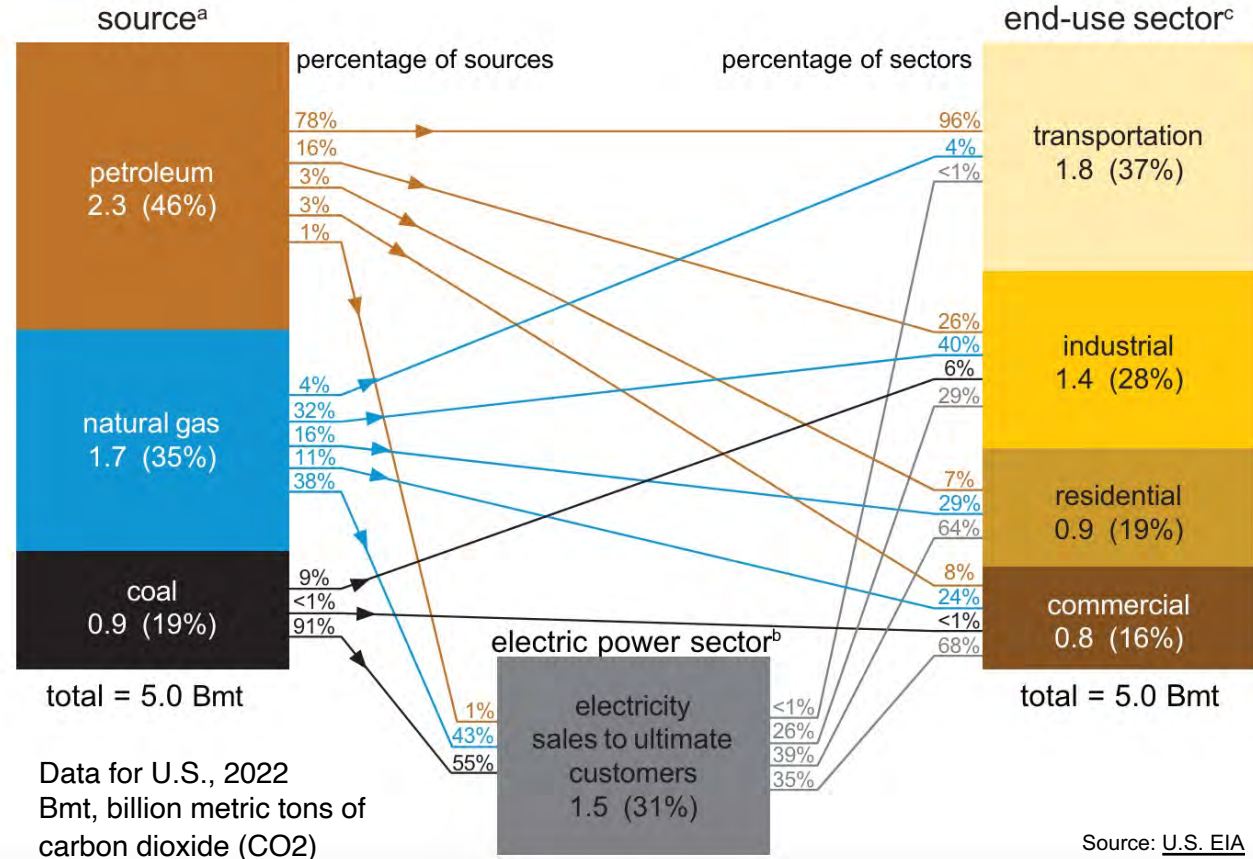 sourceᵃ
end-use sectorᶜ
percentage of sources
percentage of sectors
petroleum
2.3 (46%)
78%
16%
3%
3%
1%
natural gas
1.7 (35%)
4%
32%
16%
11%
38%
coal
0.9 (19%)
9%
<1%
91%
total = 5.0 Bmt
96%
4%
<1%
transportation
1.8 (37%)
26%
40%
6%
29%
industrial
1.4 (28%)
7%
29%
64%
residential
0.9 (19%)
8%
24%
<1%
68%
commercial
0.8 (16%)
total = 5.0 Bmt
electric power sectorᵇ
1%
43%
55%
electricity
sales to ultimate
customers
1.5 (31%)
<1%
26%
39%
35%
Data for U.S., 2022
Bmt, billion metric tons of
carbon dioxide (CO2)
Source: U.S. EIA